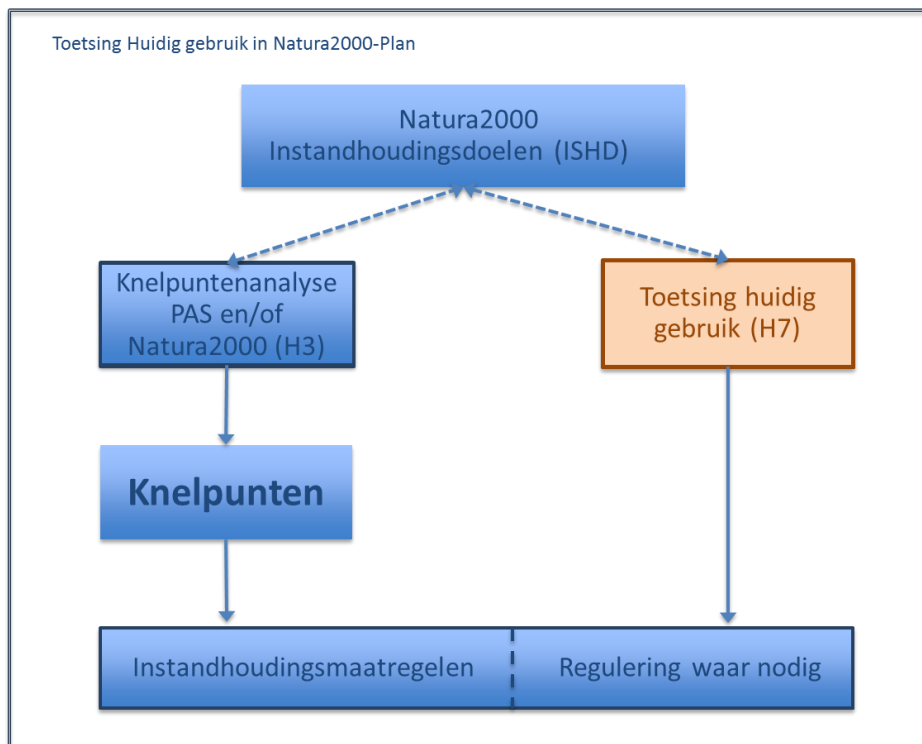 Toetsing Huidig gebruik in Natura2000-Plan
Natura2000
Instandhoudingsdoelen (ISHD)
Knelpuntenanalyse
PAS en/of
Natura2000 (H3)
Toetsing huidig
gebruik (H7)
Knelpunten
Instandhoudingsmaatregelen
Regulering waar nodig